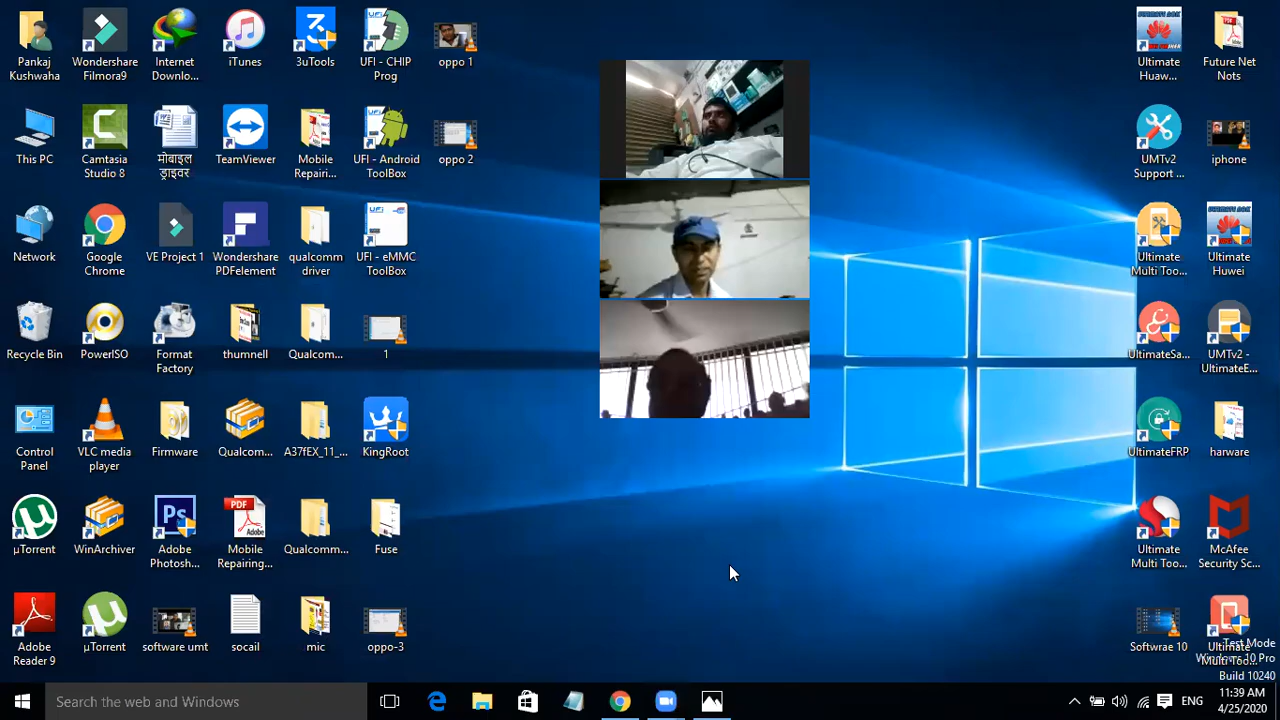 Pankaj
Kushwaha
Wondershare
Filmora9
Internet
Downlo...
iTunes
3uTools
UFI - CHIP
Prog
oppo 1
Ultimate
Huaw...
Future Net
Nots
This PC
Camtasia
Studio 8
मोबाइल
ड्राइवर
TeamViewer
Mobile
Repairi...
UFI - Android
ToolBox
oppo 2
UMTv2
Support ...
iphone
Network
Google
Chrome
VE Project 1
Wondershare
PDFelement
qualcomm
driver
UFI - eMMC
ToolBox
Ultimate
Multi Too...
Ultimate
Huwei
Recycle Bin
PowerISO
Format
Factory
thumnell
Qualcom...
1
UltimateSa...
UMTv2 -
UltimateE...
Control
Panel
VLC media
player
Firmware
Qualcom...
A37fEX_11_...
KingRoot
UltimateFRP
harware
µTorrent
WinArchiver
Adobe
Photosh...
PDF
Mobile
Repairing...
Qualcomm...
Fuse
Ultimate
Multi Too...
McAfee
Security Sc...
Adobe
Reader 9
µTorrent
software umt
socail
mic
oppo-3
Softwrae 10
Ultimate
Multi Too...
Test Mode
Windows 10 Pro
Build 10240
Search the web and Windows
ENG
11:39 AM
4/25/2020